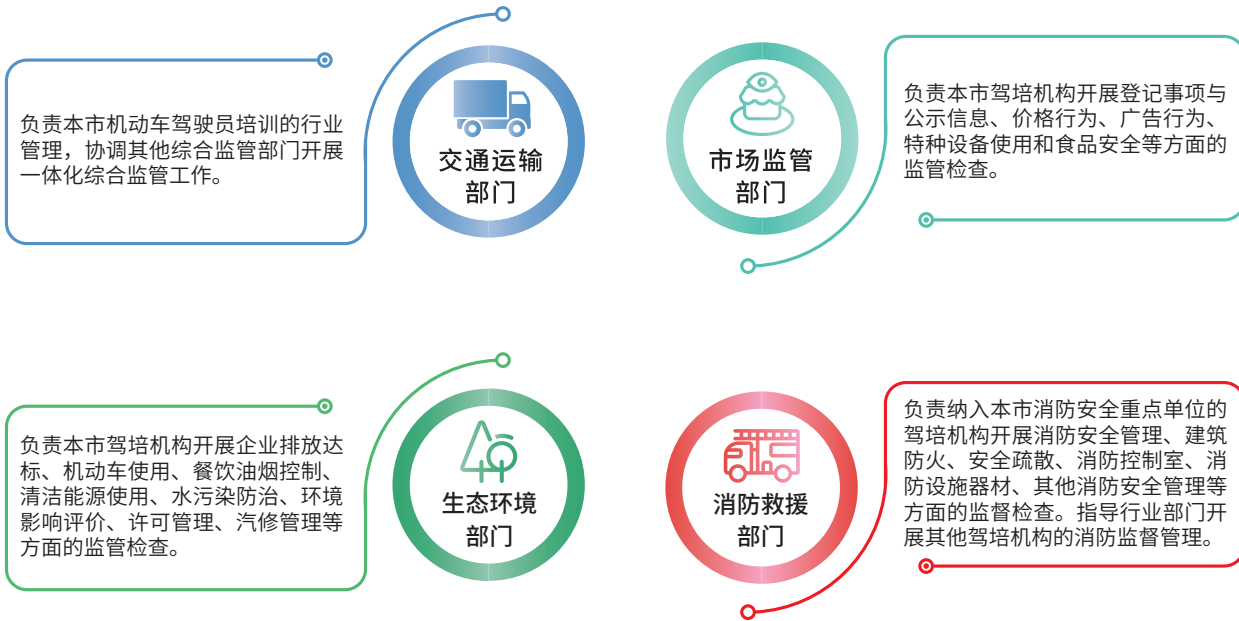 负责本市机动车驾驶员培训的行业
管理，协调其他综合监管部门开展
一体化综合监管工作。
交通运输
部门
市场监管
部门
负责本市驾培机构开展登记事项与
公示信息、价格行为、广告行为、
特种设备使用和食品安全等方面的
监管检查。
负责本市驾培机构开展企业排放达
标、机动车使用、餐饮油烟控制、
清洁能源使用、水污染防治、环境
影响评价、许可管理、汽修管理等
方面的监管检查。
生态环境
部门
消防救援
部门
负责纳入本市消防安全重点单位的
驾培机构开展消防安全管理、建筑
防火、安全疏散、消防控制室、消
防设施器材、其他消防安全管理等
方面的监督检查。指导行业部门开
展其他驾培机构的消防监督管理。